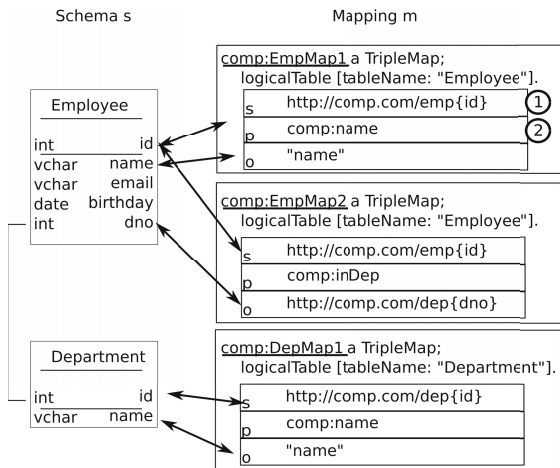 Schema s
Mapping m
comp:EmpMap1 a TripleMap;
logicalTable [tableName: "Employee"].
s http://comp.com/emp{id} 1
p comp:name 2
o "name"
Employee
int id
vchar name
vchar email
date birthday
int dno
comp:EmpMap2 a TripleMap;
logicalTable [tableName: "Employee"].
s http://comp.com/emp{id}
p comp:inDep
o http://comp.com/dep{dno}
Department
int id
vchar name
comp:DepMap1 a TripleMap;
logicalTable [tableName: "Department"].
s http://comp.com/dep{id}
p comp:name
o "name"